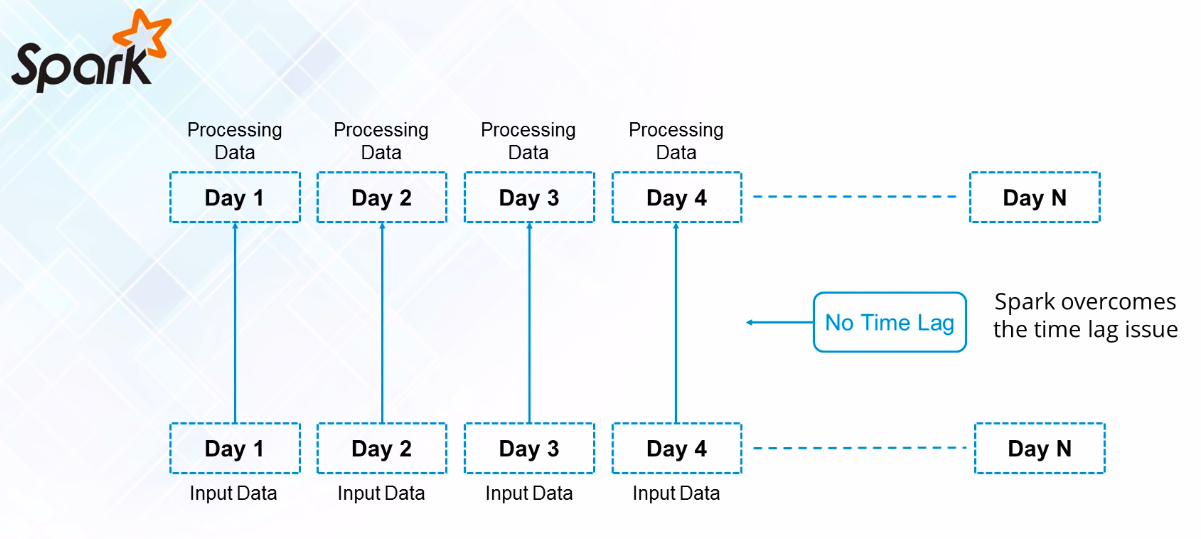 Spark
Processing
Data
Processing
Data
Processing
Data
Processing
Data
Day 1
Day 2
Day 3
Day 4
Day N
No Time Lag
Spark overcomes
the time lag issue
Day 1
Day 2
Day 3
Day 4
Day N
Input Data
Input Data
Input Data
Input Data